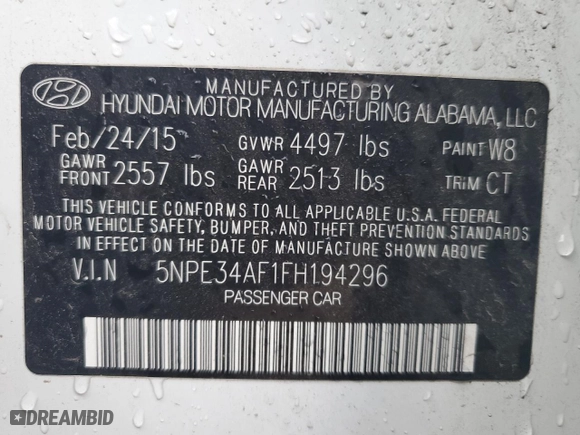 MANUFACTURED BY
HYUNDAI MOTOR MANUFACTURING ALABAMA, LLC
Feb/24/15 GVWR 4497 lbs PAINT W8
GAWR FRONT 2557 lbs GAWR REAR 2513 lbs TRIM CT
THIS VEHICLE CONFORMS TO ALL APPLICABLE U.S.A. FEDERAL
MOTOR VEHICLE SAFETY, BUMPER, AND THEFT PREVENTION STANDARDS
IN EFFECT ON THE DATE OF MANUFACTURE SHOWN ABOVE
V.I.N 5NPE34AF1FH194296
PASSENGER CAR
DREAMBID